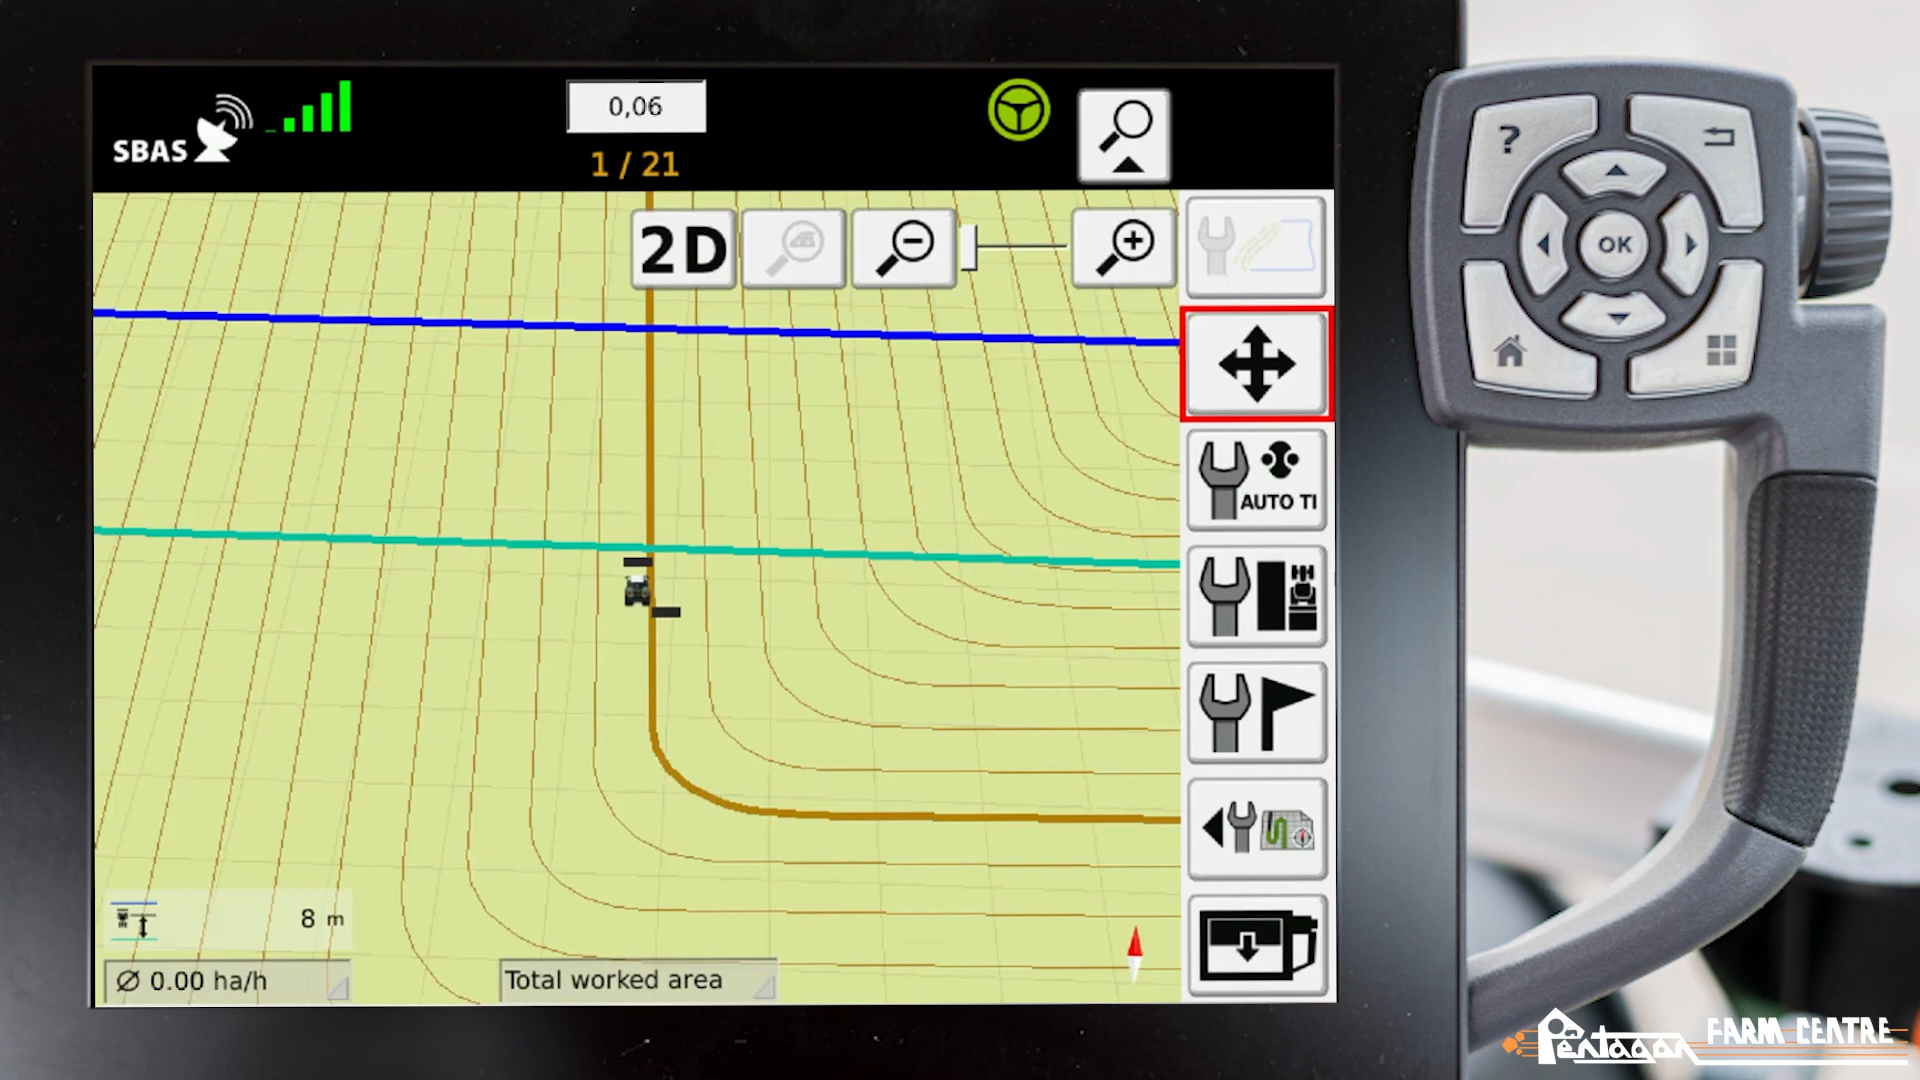 SBAS
0,06
1 / 21
2D
AUTO TI
8 m
Ø 0.00 ha/h
Total worked area
?
OK
Pentagon FARM CENTRE